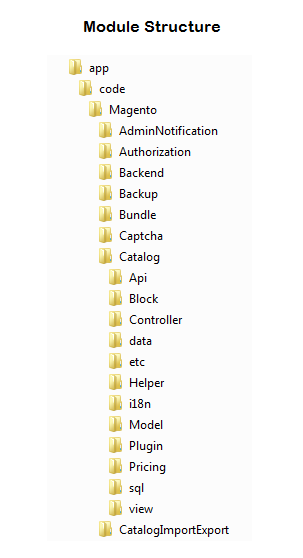 Module Structure
app
code
Magento
AdminNotification
Authorization
Backend
Backup
Bundle
Captcha
Catalog
Api
Block
Controller
data
etc
Helper
i18n
Model
Plugin
Pricing
sql
view
CatalogImportExport